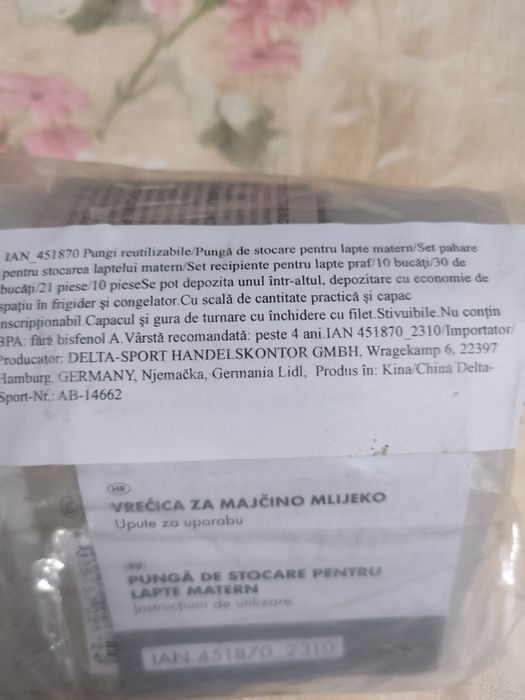 IAN_451870 Pungi reutilizabile/Pungă de stocare pentru lapte matern/Set pahare
pentru stocarea laptelui matern/Set recipiente pentru lapte praf/10 bucăți/30 de
bucăți/21 piese/10 pieseSe pot depozita unul într-altul, depozitare cu economie de
spațiu în frigider și congelator.Cu scală de cantitate practică și capac
inscripționabil.Capacul și gura de turnare cu închidere cu filet.Stivuibile.Nu conțin
BPA: fără bisfenol A.Vârstă recomandată: peste 4 ani.IAN 451870_2310/Importator/
Producator: DELTA-SPORT HANDELSKONTOR GMBH, Wragekamp 6, 22397
Hamburg, GERMANY, Njemačka, Germania Lidl, Produs în: Kina/China Delta-
Sport-Nr.: AB-14662
HR
VREĆICA ZA MAJČINO MLIJEKO
Upute za uporabu
RO
PUNGĂ DE STOCARE PENTRU
LAPTE MATERN
Instrucțiuni de utilizare
IAN 451870_2310